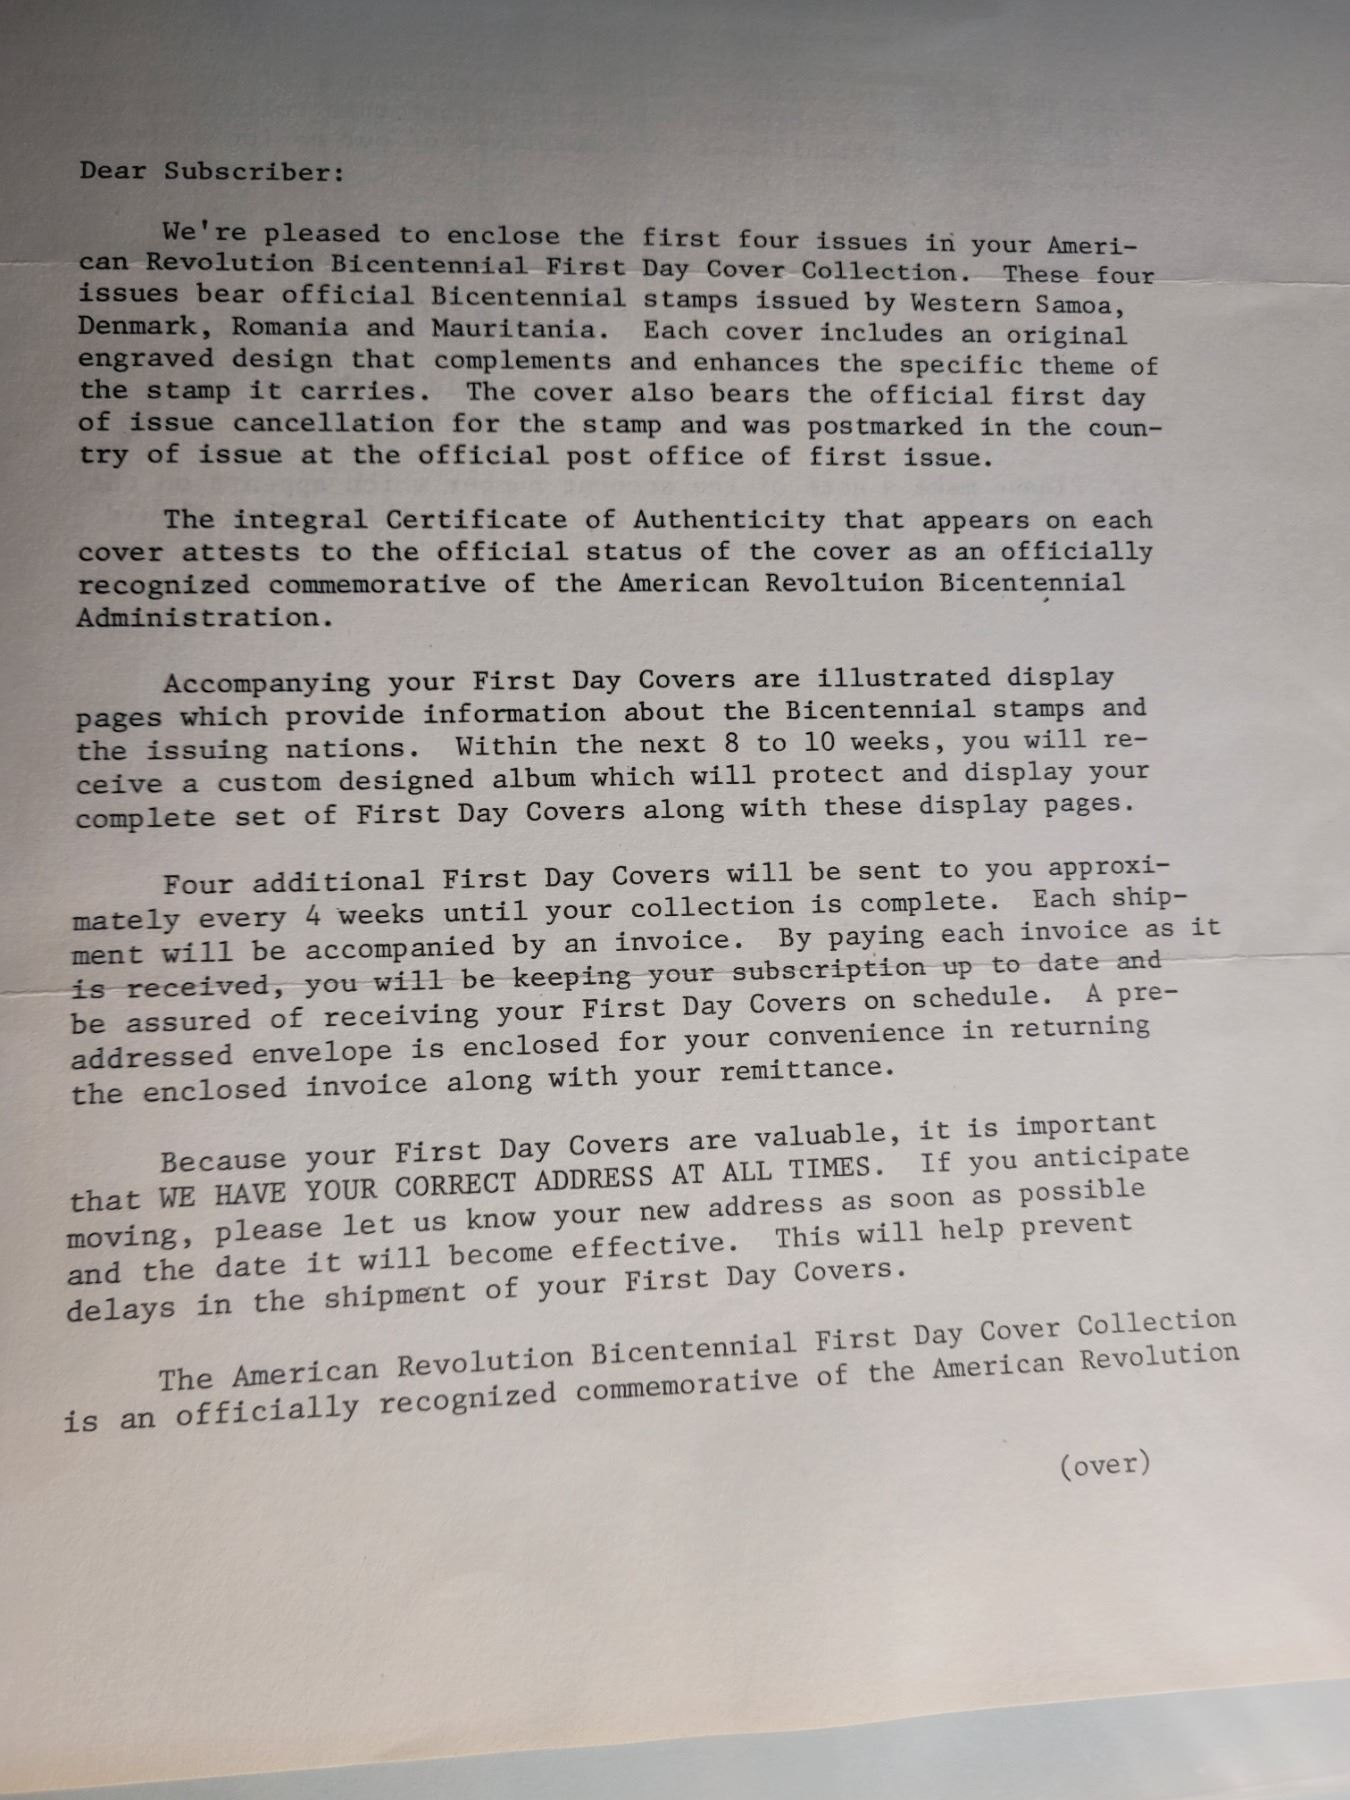 Dear Subscriber:
We're pleased to enclose the first four issues in your Ameri-
can Revolution Bicentennial First Day Cover Collection. These four
issues bear official Bicentennial stamps issued by Western Samoa,
Denmark, Romania and Mauritania. Each cover includes an original
engraved design that complements and enhances the specific theme of
the stamp it carries. The cover also bears the official first day
of issue cancellation for the stamp and was postmarked in the coun-
try of issue at the official post office of first issue.
The integral Certificate of Authenticity that appears on each
cover attests to the official status of the cover as an officially
recognized commemorative of the American Revoltuion Bicentennial
Administration.
Accompanying your First Day Covers are illustrated display
pages which provide information about the Bicentennial stamps and
the issuing nations. Within the next 8 to 10 weeks, you will re-
ceive a custom designed album which will protect and display your
complete set of First Day Covers along with these display pages.
Four additional First Day Covers will be sent to you approxi-
mately every 4 weeks until your collection is complete. Each ship-
ment will be accompanied by an invoice. By paying each invoice as it
is received, you will be keeping your subscription up to date and
be assured of receiving your First Day Covers on schedule. A pre-
addressed envelope is enclosed for your convenience in returning
the enclosed invoice along with your remittance.
Because your First Day Covers are valuable, it is important
that WE HAVE YOUR CORRECT ADDRESS AT ALL TIMES. If you anticipate
moving, please let us know your new address as soon as possible
and the date it will become effective. This will help prevent
delays in the shipment of your First Day Covers.
The American Revolution Bicentennial First Day Cover Collection
is an officially recognized commemorative of the American Revolution
(over)